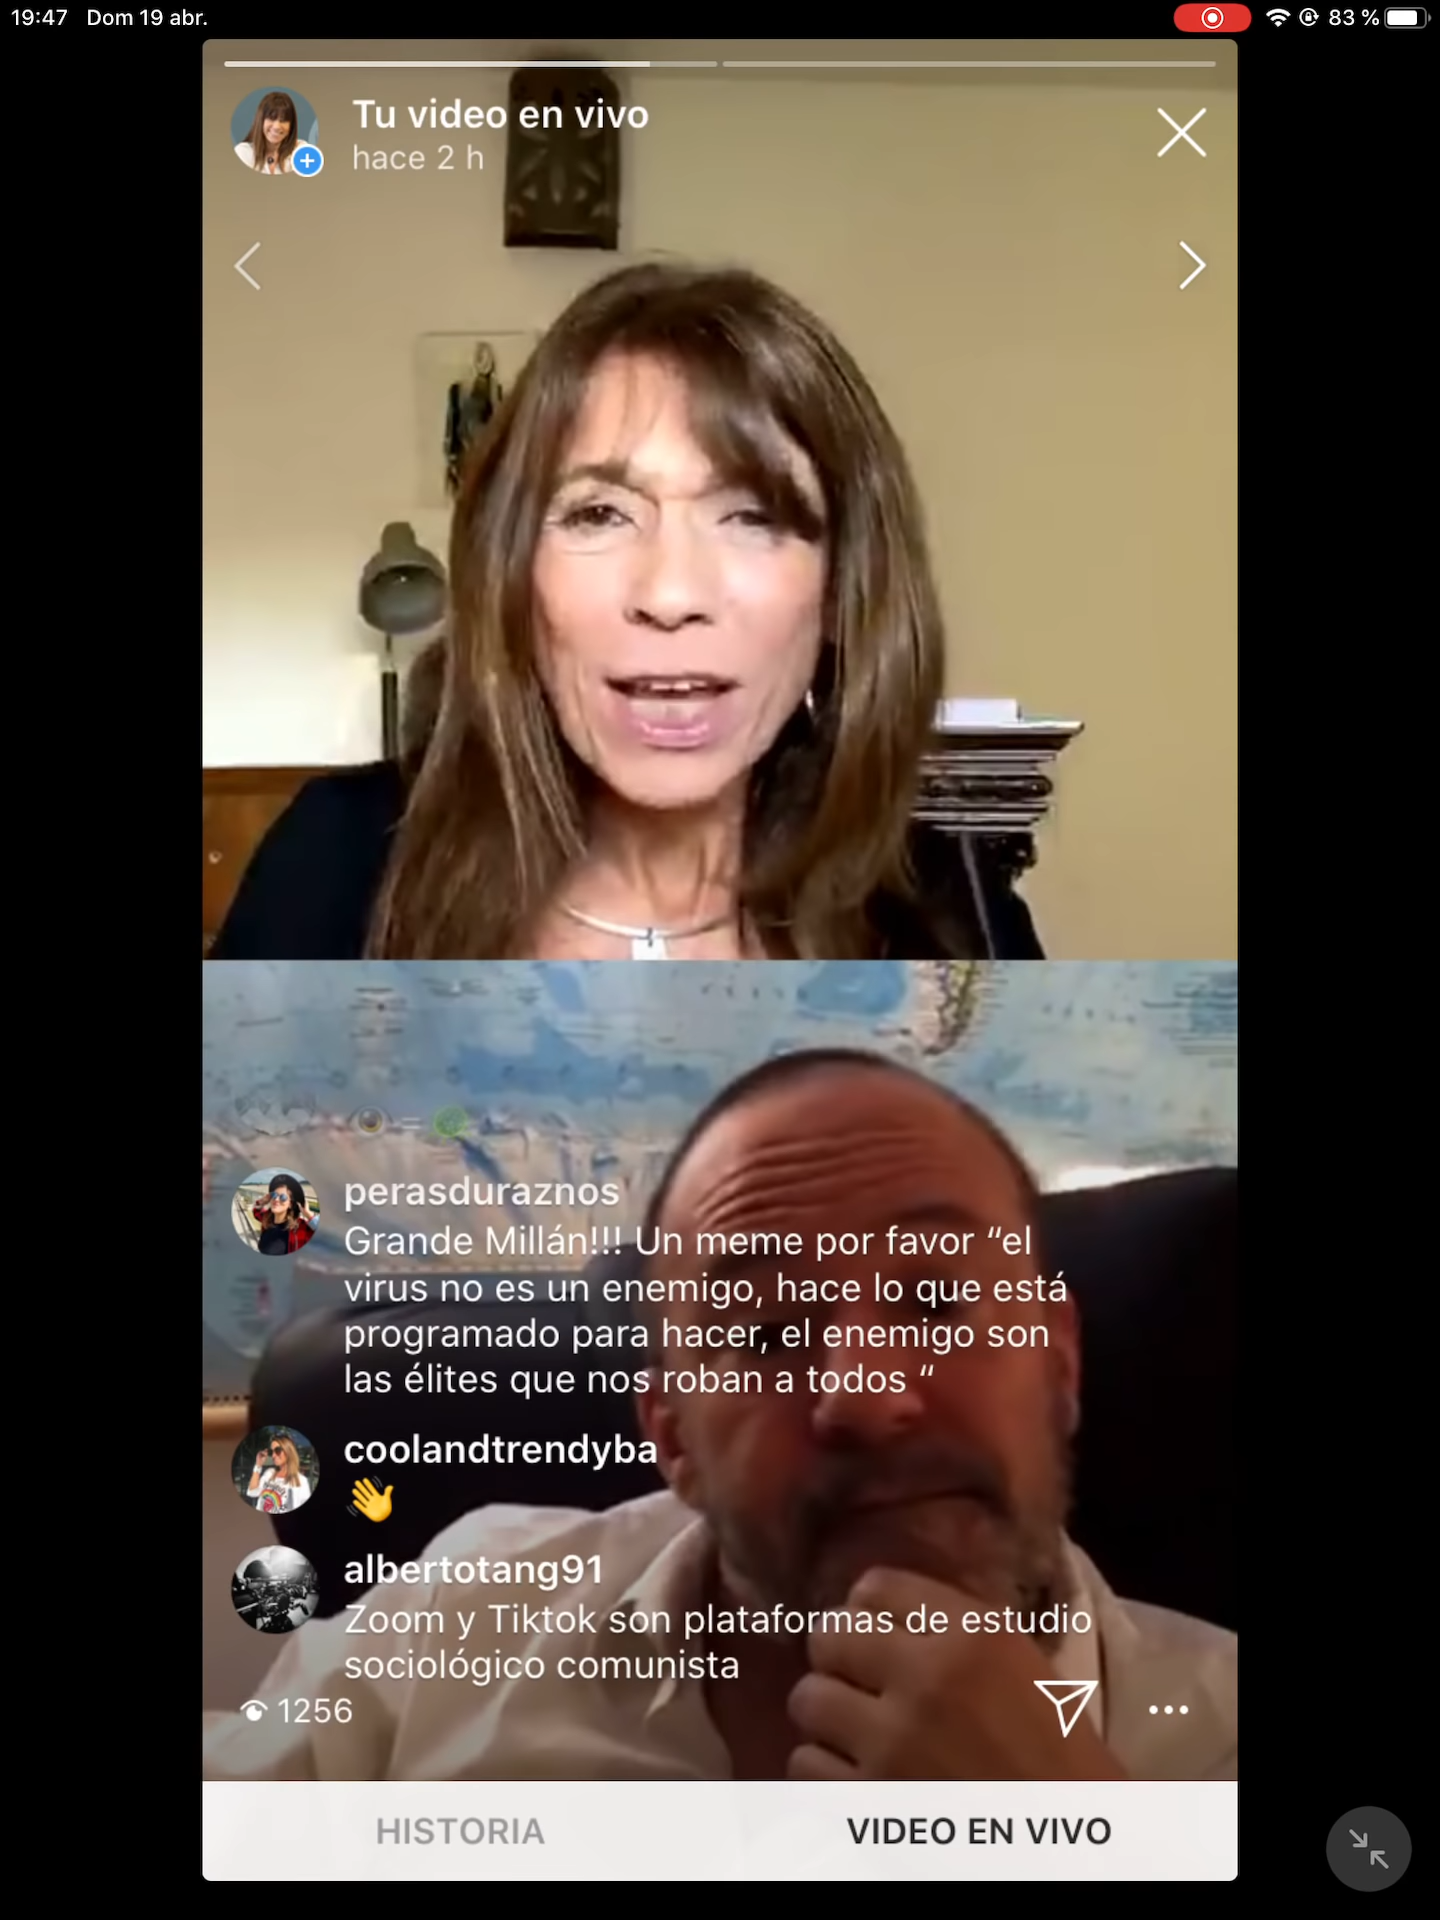 19:47 Dom 19 abr.
83 %
Tu video en vivo
hace 2 h
perasduraznos
Grande Millán!!! Un meme por favor “el
virus no es un enemigo, hace lo que está
programado para hacer, el enemigo son
las élites que nos roban a todos “
coolandtrendyba
👋
albertotang91
Zoom y Tiktok son plataformas de estudio
sociológico comunista
1256
HISTORIA
VIDEO EN VIVO